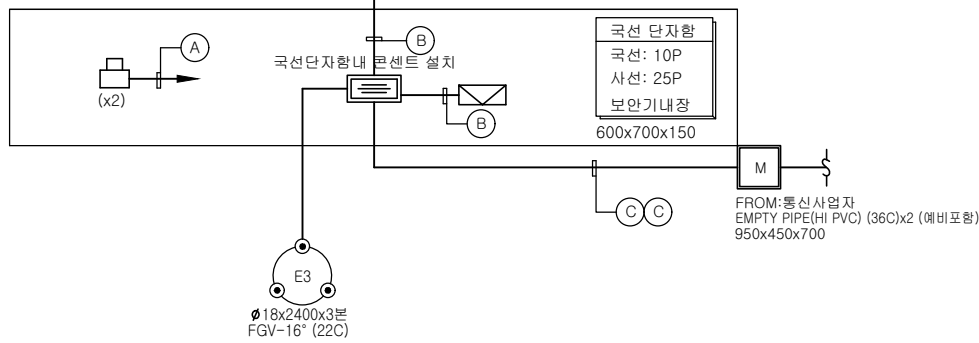 A
B
국선 단자함
국선: 10P
사선: 25P
보안기내장
600x700x150
국선단자함내 콘센트 설치
(x2)
B
M
C C
FROM:통신사업자
EMPTY PIPE(HI PVC) (36C)x2 (예비포함)
950x450x700
E3
ø18x2400x3본
FGV-16° (22C)